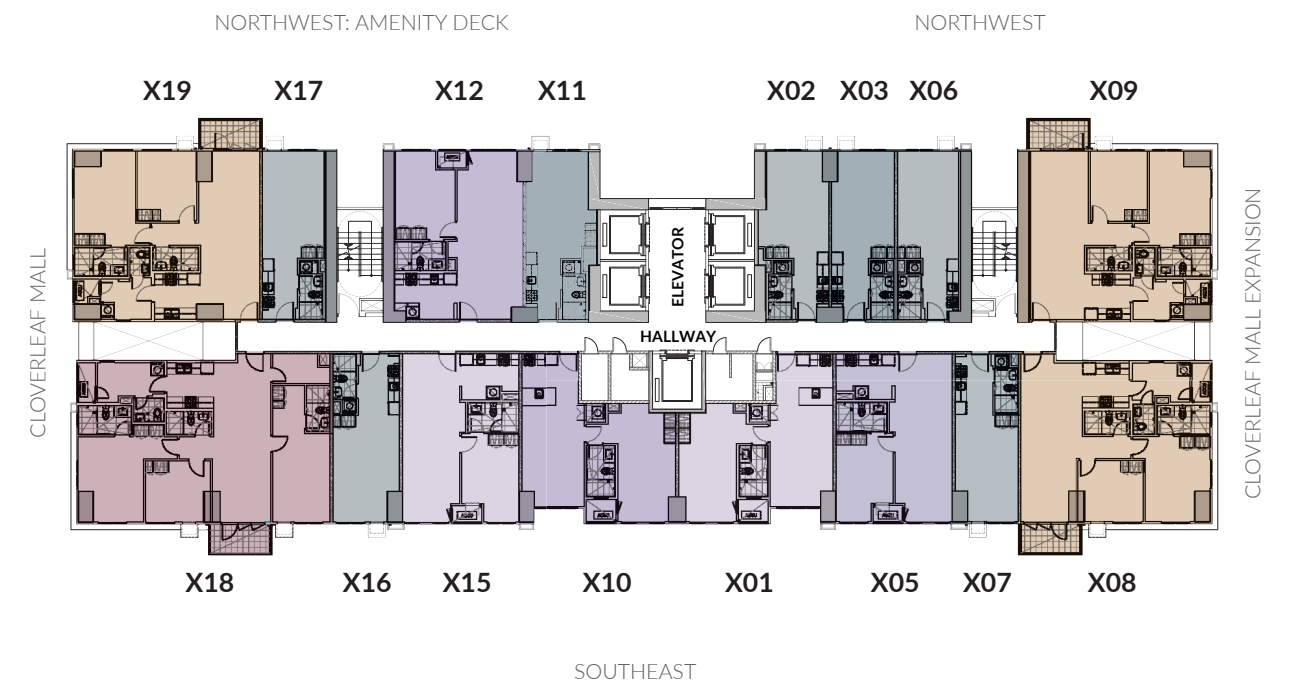 NORTHWEST: AMENITY DECK
NORTHWEST
X19
X17
X12
X11
X02
X03
X06
X09
CLOVERLEAF MALL
ELEVATOR
HALLWAY
CLOVERLEAF MALL EXPANSION
X18
X16
X15
X10
X01
X05
X07
X08
SOUTHEAST